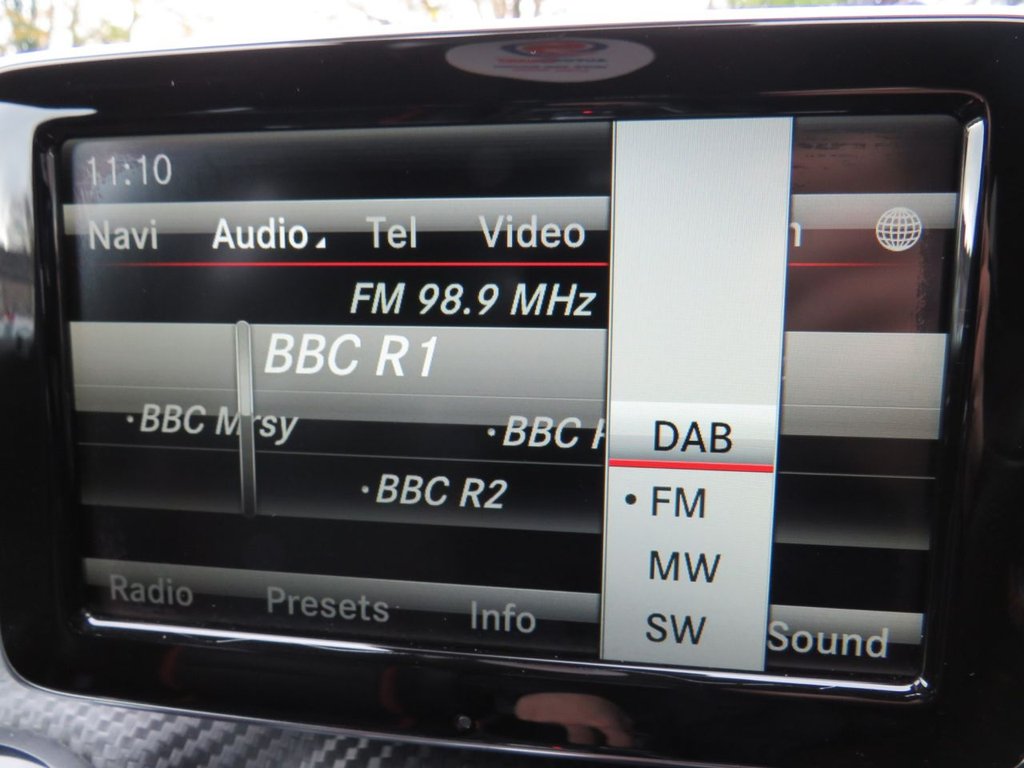 11:10
Navi Audio Tel Video
FM 98.9 MHz
BBC R1
•BBC Mrsy •BBC
•BBC R2
DAB
• FM
MW
SW
Radio Presets Info Sound